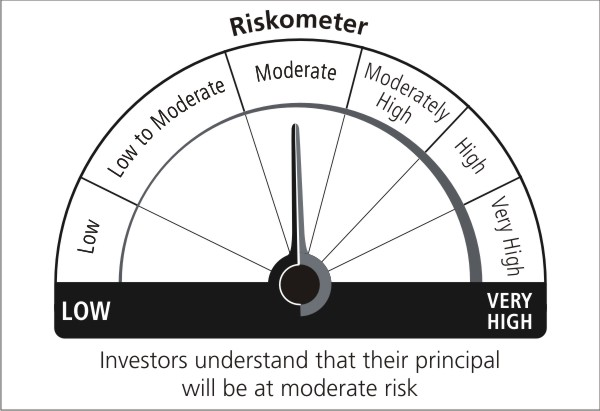 Riskometer
Low
Low to Moderate
Moderate
Moderately
High
High
Very High
LOW
VERY
HIGH
Investors understand that their principal
will be at moderate risk